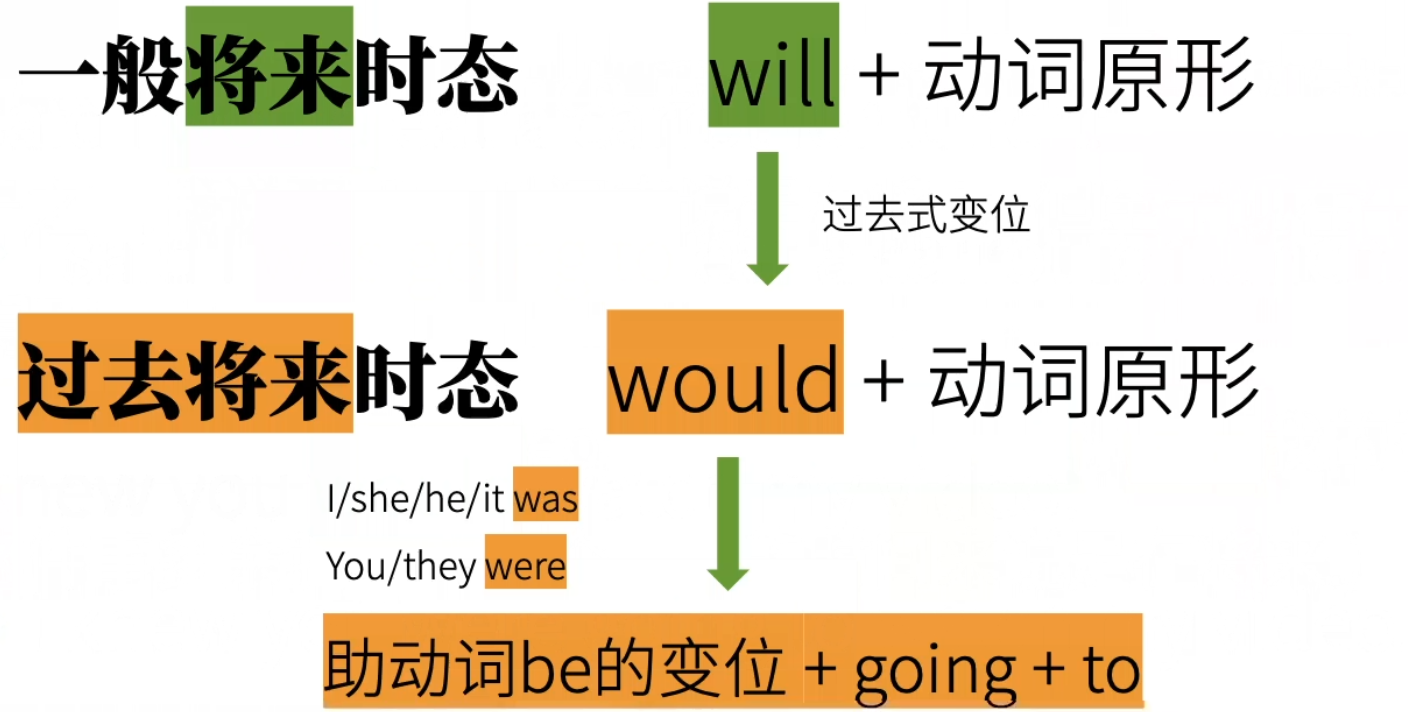 一般将来时态 will + 动词原形
过去式变位
过去将来时态 would + 动词原形
I/she/he/it was
You/they were
助动词be的变位 + going + to